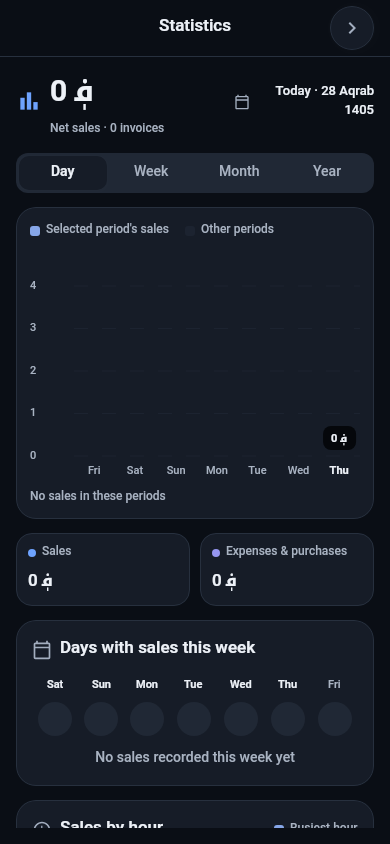 Statistics
0 ؋
Net sales · 0 invoices
Today · 28 Aqrab
1405
Day Week Month Year
Selected period's sales Other periods
4
3
2
1
0
0 ؋
Fri Sat Sun Mon Tue Wed Thu
No sales in these periods
Sales
0 ؋
Expenses & purchases
0 ؋
Days with sales this week
Sat Sun Mon Tue Wed Thu Fri
No sales recorded this week yet
Sales by hour Busiest hour